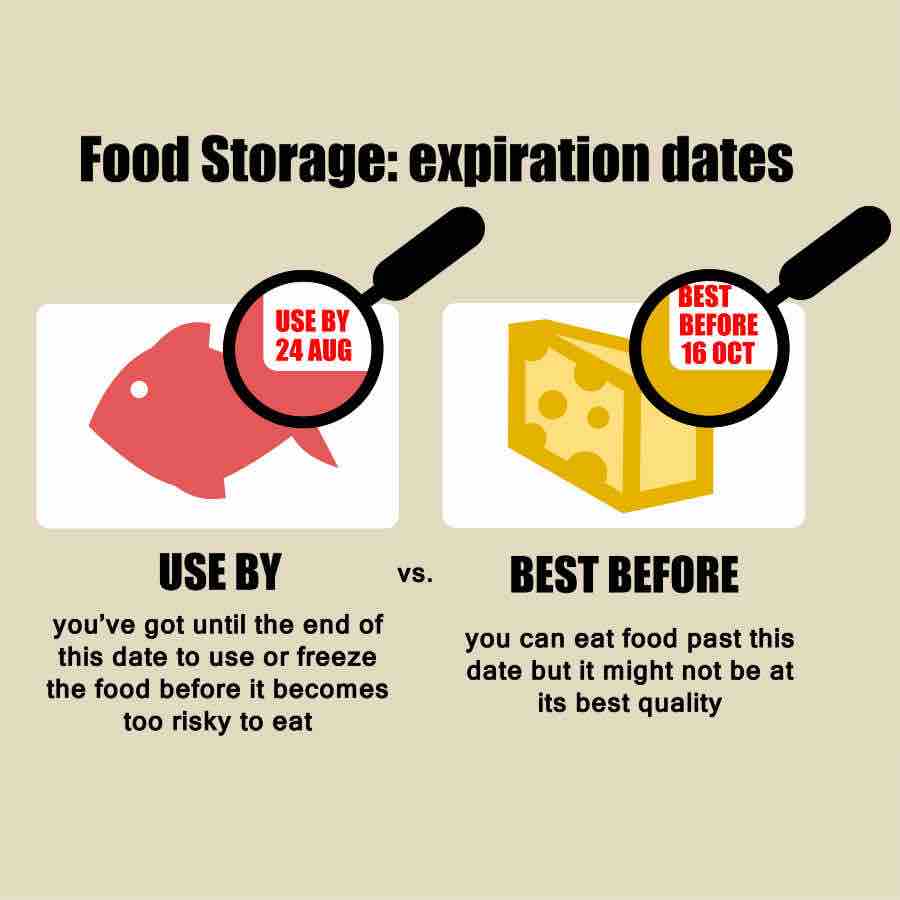 Food Storage: expiration dates
USE BY
24 AUG
BEST
BEFORE
16 OCT
USE BY
you’ve got until the end of
this date to use or freeze
the food before it becomes
too risky to eat
vs.
BEST BEFORE
you can eat food past this
date but it might not be at
its best quality